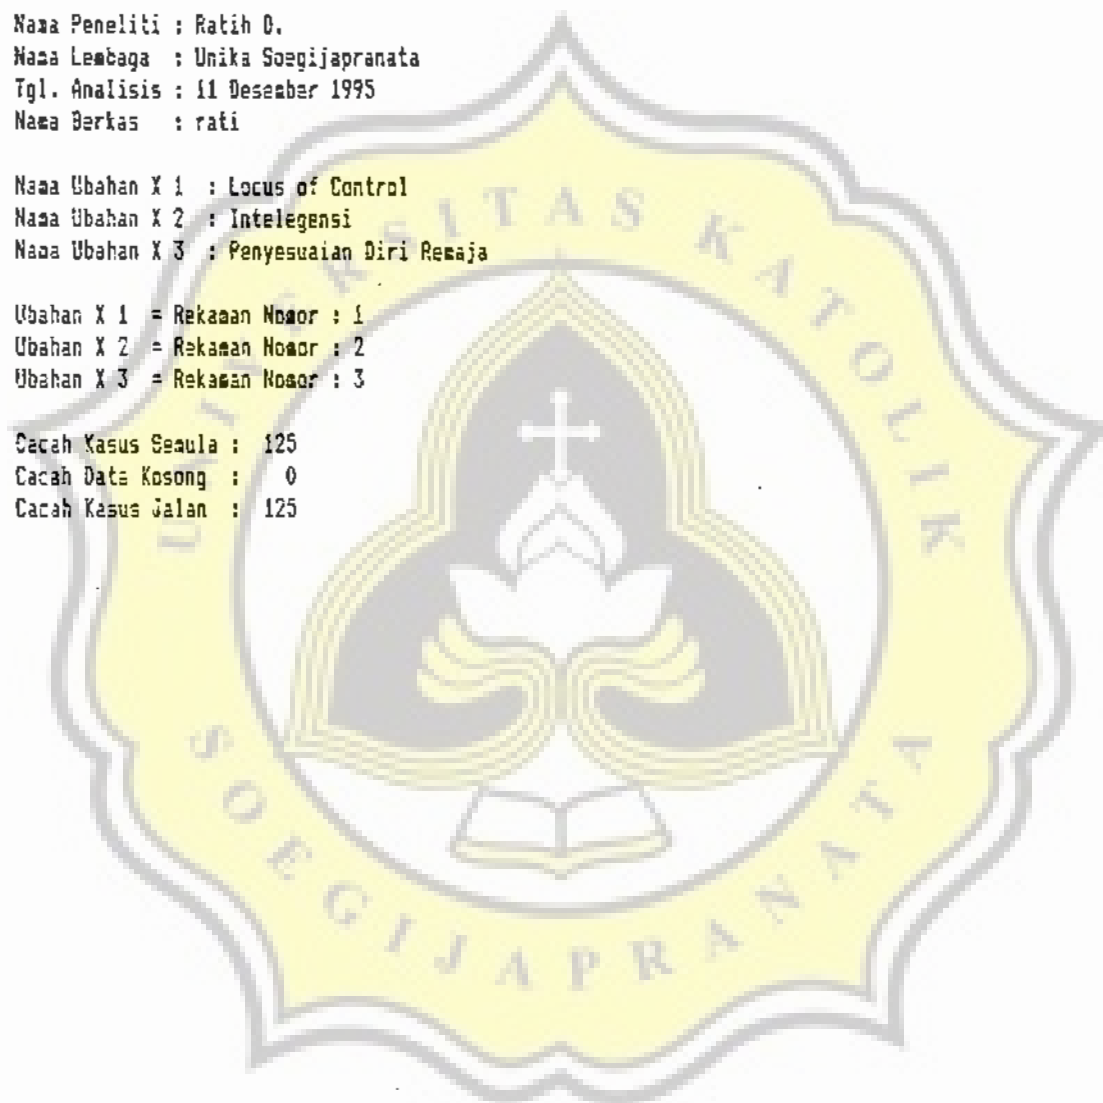 Nama Peneliti : Ratih D.
Nama Lembaga : Unika Soegijapranata
Tgl. Analisis : 11 Desember 1995
Nama Berkas : rati
Nama Ubahan X 1 : Locus of Control
Nama Ubahan X 2 : Intelegensi
Nama Ubahan X 3 : Penyesuaian Diri Remaja
Ubahan X 1 = Rekaman Nomor : 1
Ubahan X 2 = Rekaman Nomor : 2
Ubahan X 3 = Rekaman Nomor : 3
Cacah Kasus Semula : 125
Cacah Data Kosong : 0
Cacah Kasus Jalan : 125
UNIVERSITAS KATOLIK
SOEGIJAPRANATA